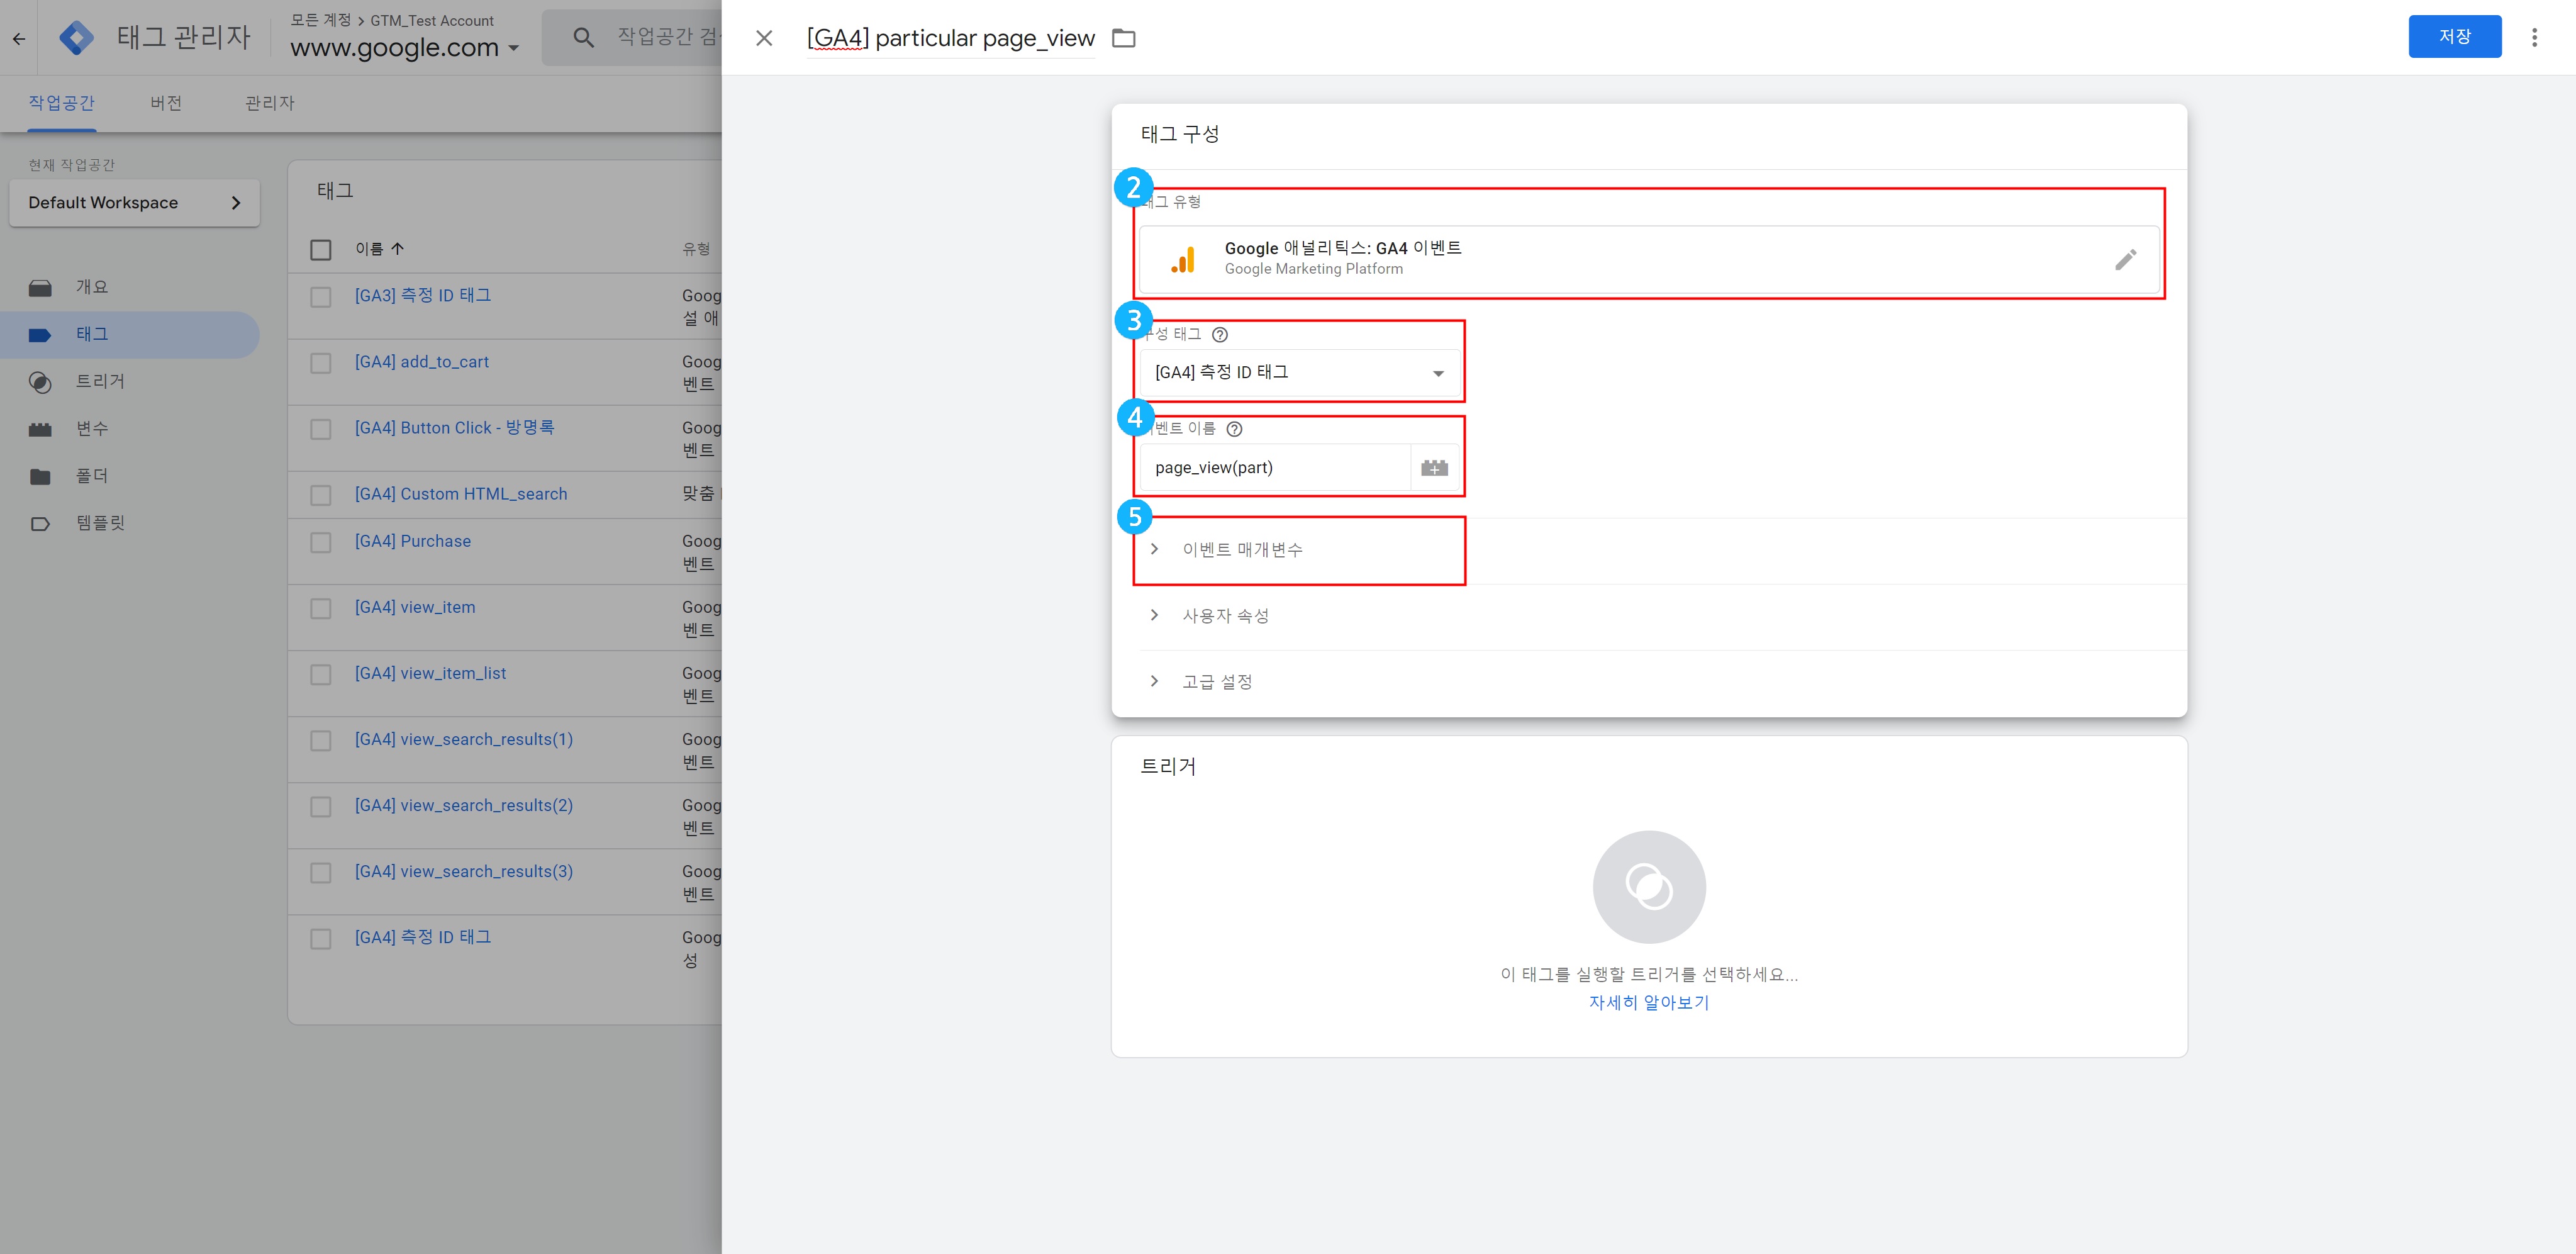 모든 계정 > GTM_Test Account
태그 관리자
www.google.com
작업공간 검
[GA4] particular page_view
저장
작업공간
버전
관리자
현재 작업공간
Default Workspace
개요
태그
트리거
변수
폴더
템플릿
태그
이름
유형
[GA3] 측정 ID 태그
Goog
설 애
[GA4] add_to_cart
Goog
벤트
[GA4] Button Click - 방명록
Goog
벤트
[GA4] Custom HTML_search
맞춤
[GA4] Purchase
Goog
벤트
[GA4] view_item
Goog
벤트
[GA4] view_item_list
Goog
벤트
[GA4] view_search_results(1)
Goog
벤트
[GA4] view_search_results(2)
Goog
벤트
[GA4] view_search_results(3)
Goog
벤트
[GA4] 측정 ID 태그
Goog
성
태그 구성
2
그 유형
Google 애널리틱스: GA4 이벤트
Google Marketing Platform
3
성 태그
[GA4] 측정 ID 태그
4
벤트 이름
page_view(part)
5
이벤트 매개변수
사용자 속성
고급 설정
트리거
이 태그를 실행할 트리거를 선택하세요...
자세히 알아보기